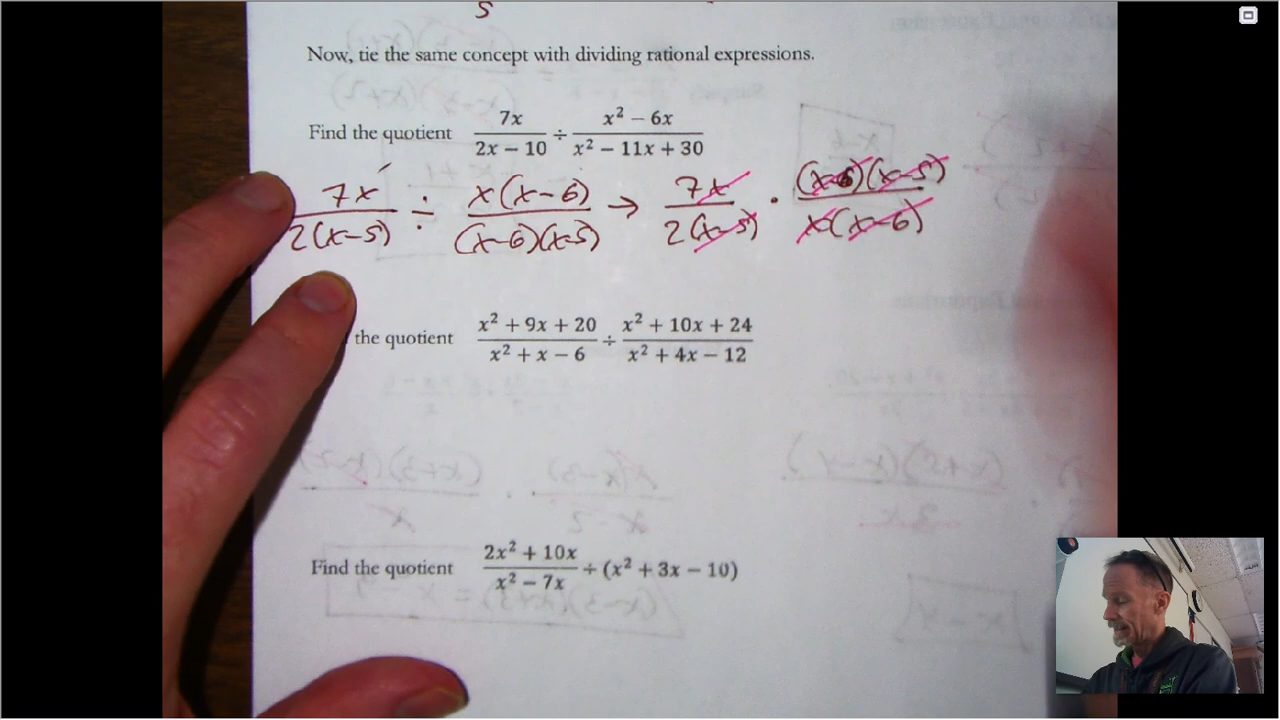 5
Now, tie the same concept with dividing rational expressions.
Find the quotient 7x/(2x − 10) ÷ (x² − 6x)/(x² − 11x + 30)
7x/2(x−5) ÷ x(x−6)/(x−6)(x−5) → 7x/2(x−5) · (x−6)(x−5)/x(x−6)
the quotient (x² + 9x + 20)/(x² + x − 6) ÷ (x² + 10x + 24)/(x² + 4x − 12)
Find the quotient (2x² + 10x)/(x² − 7x) ÷ (x² + 3x − 10)